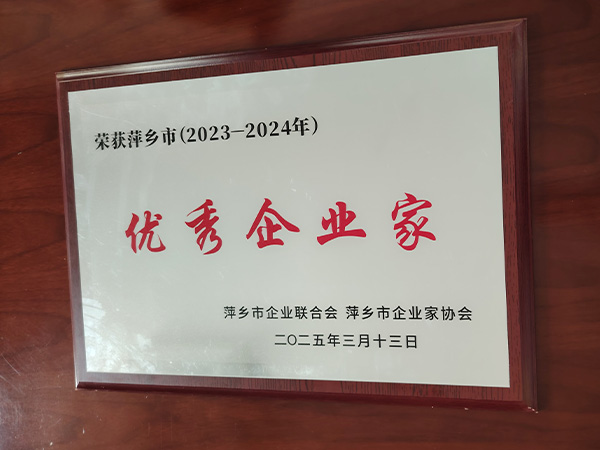 荣获萍乡市(2023—2024年)
优秀企业家
萍乡市企业联合会 萍乡市企业家协会
二〇二五年三月十三日